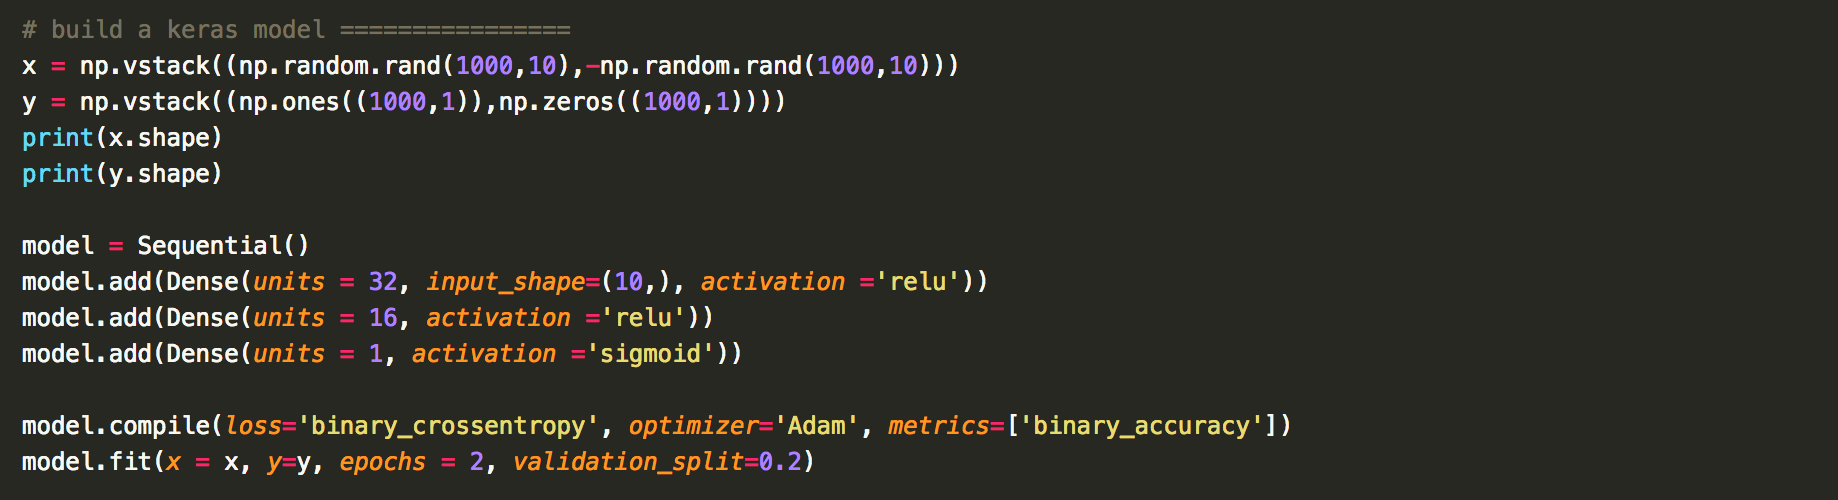 # build a keras model ================
x = np.vstack((np.random.rand(1000,10),-np.random.rand(1000,10)))
y = np.vstack((np.ones((1000,1)),np.zeros((1000,1))))
print(x.shape)
print(y.shape)
model = Sequential()
model.add(Dense(units = 32, input_shape=(10,), activation ='relu'))
model.add(Dense(units = 16, activation ='relu'))
model.add(Dense(units = 1, activation ='sigmoid'))
model.compile(loss='binary_crossentropy', optimizer='Adam', metrics=['binary_accuracy'])
model.fit(x = x, y=y, epochs = 2, validation_split=0.2)